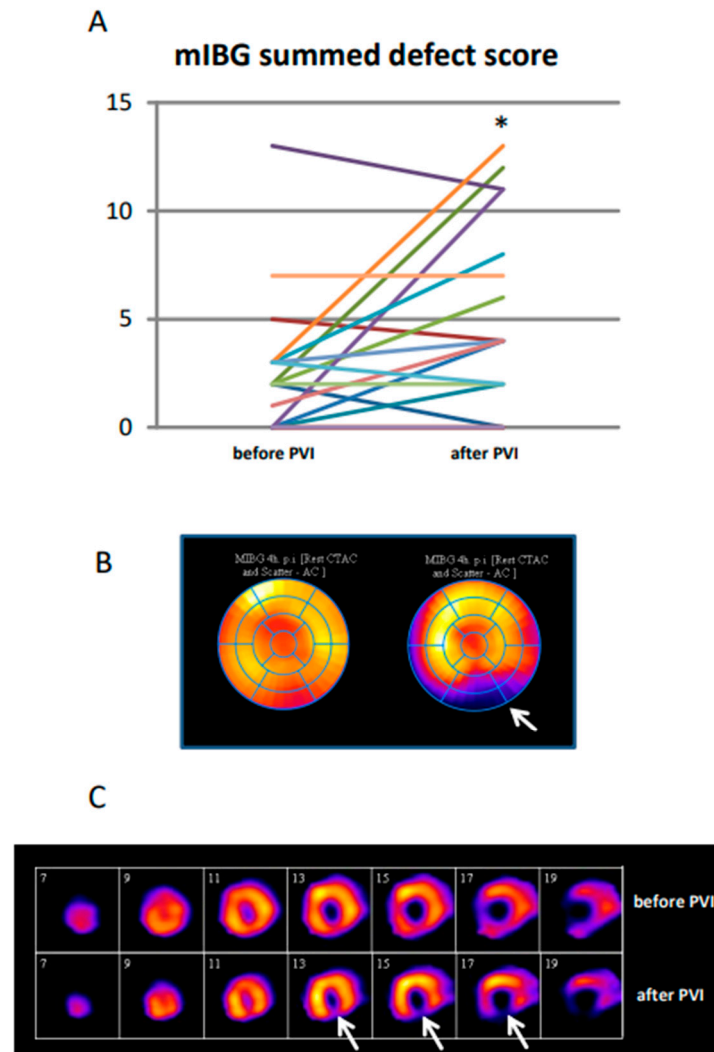 A
mIBG summed defect score
15
*
10
5
0
before PVI after PVI
B
MIBG 4h. p.i [Rest CTAC
and Scatter - AC ]
MIBG 4h. p.i [Rest CTAC
and Scatter - AC ]
C
7 9 11 13 15 17 19
before PVI
7 9 11 13 15 17 19
after PVI